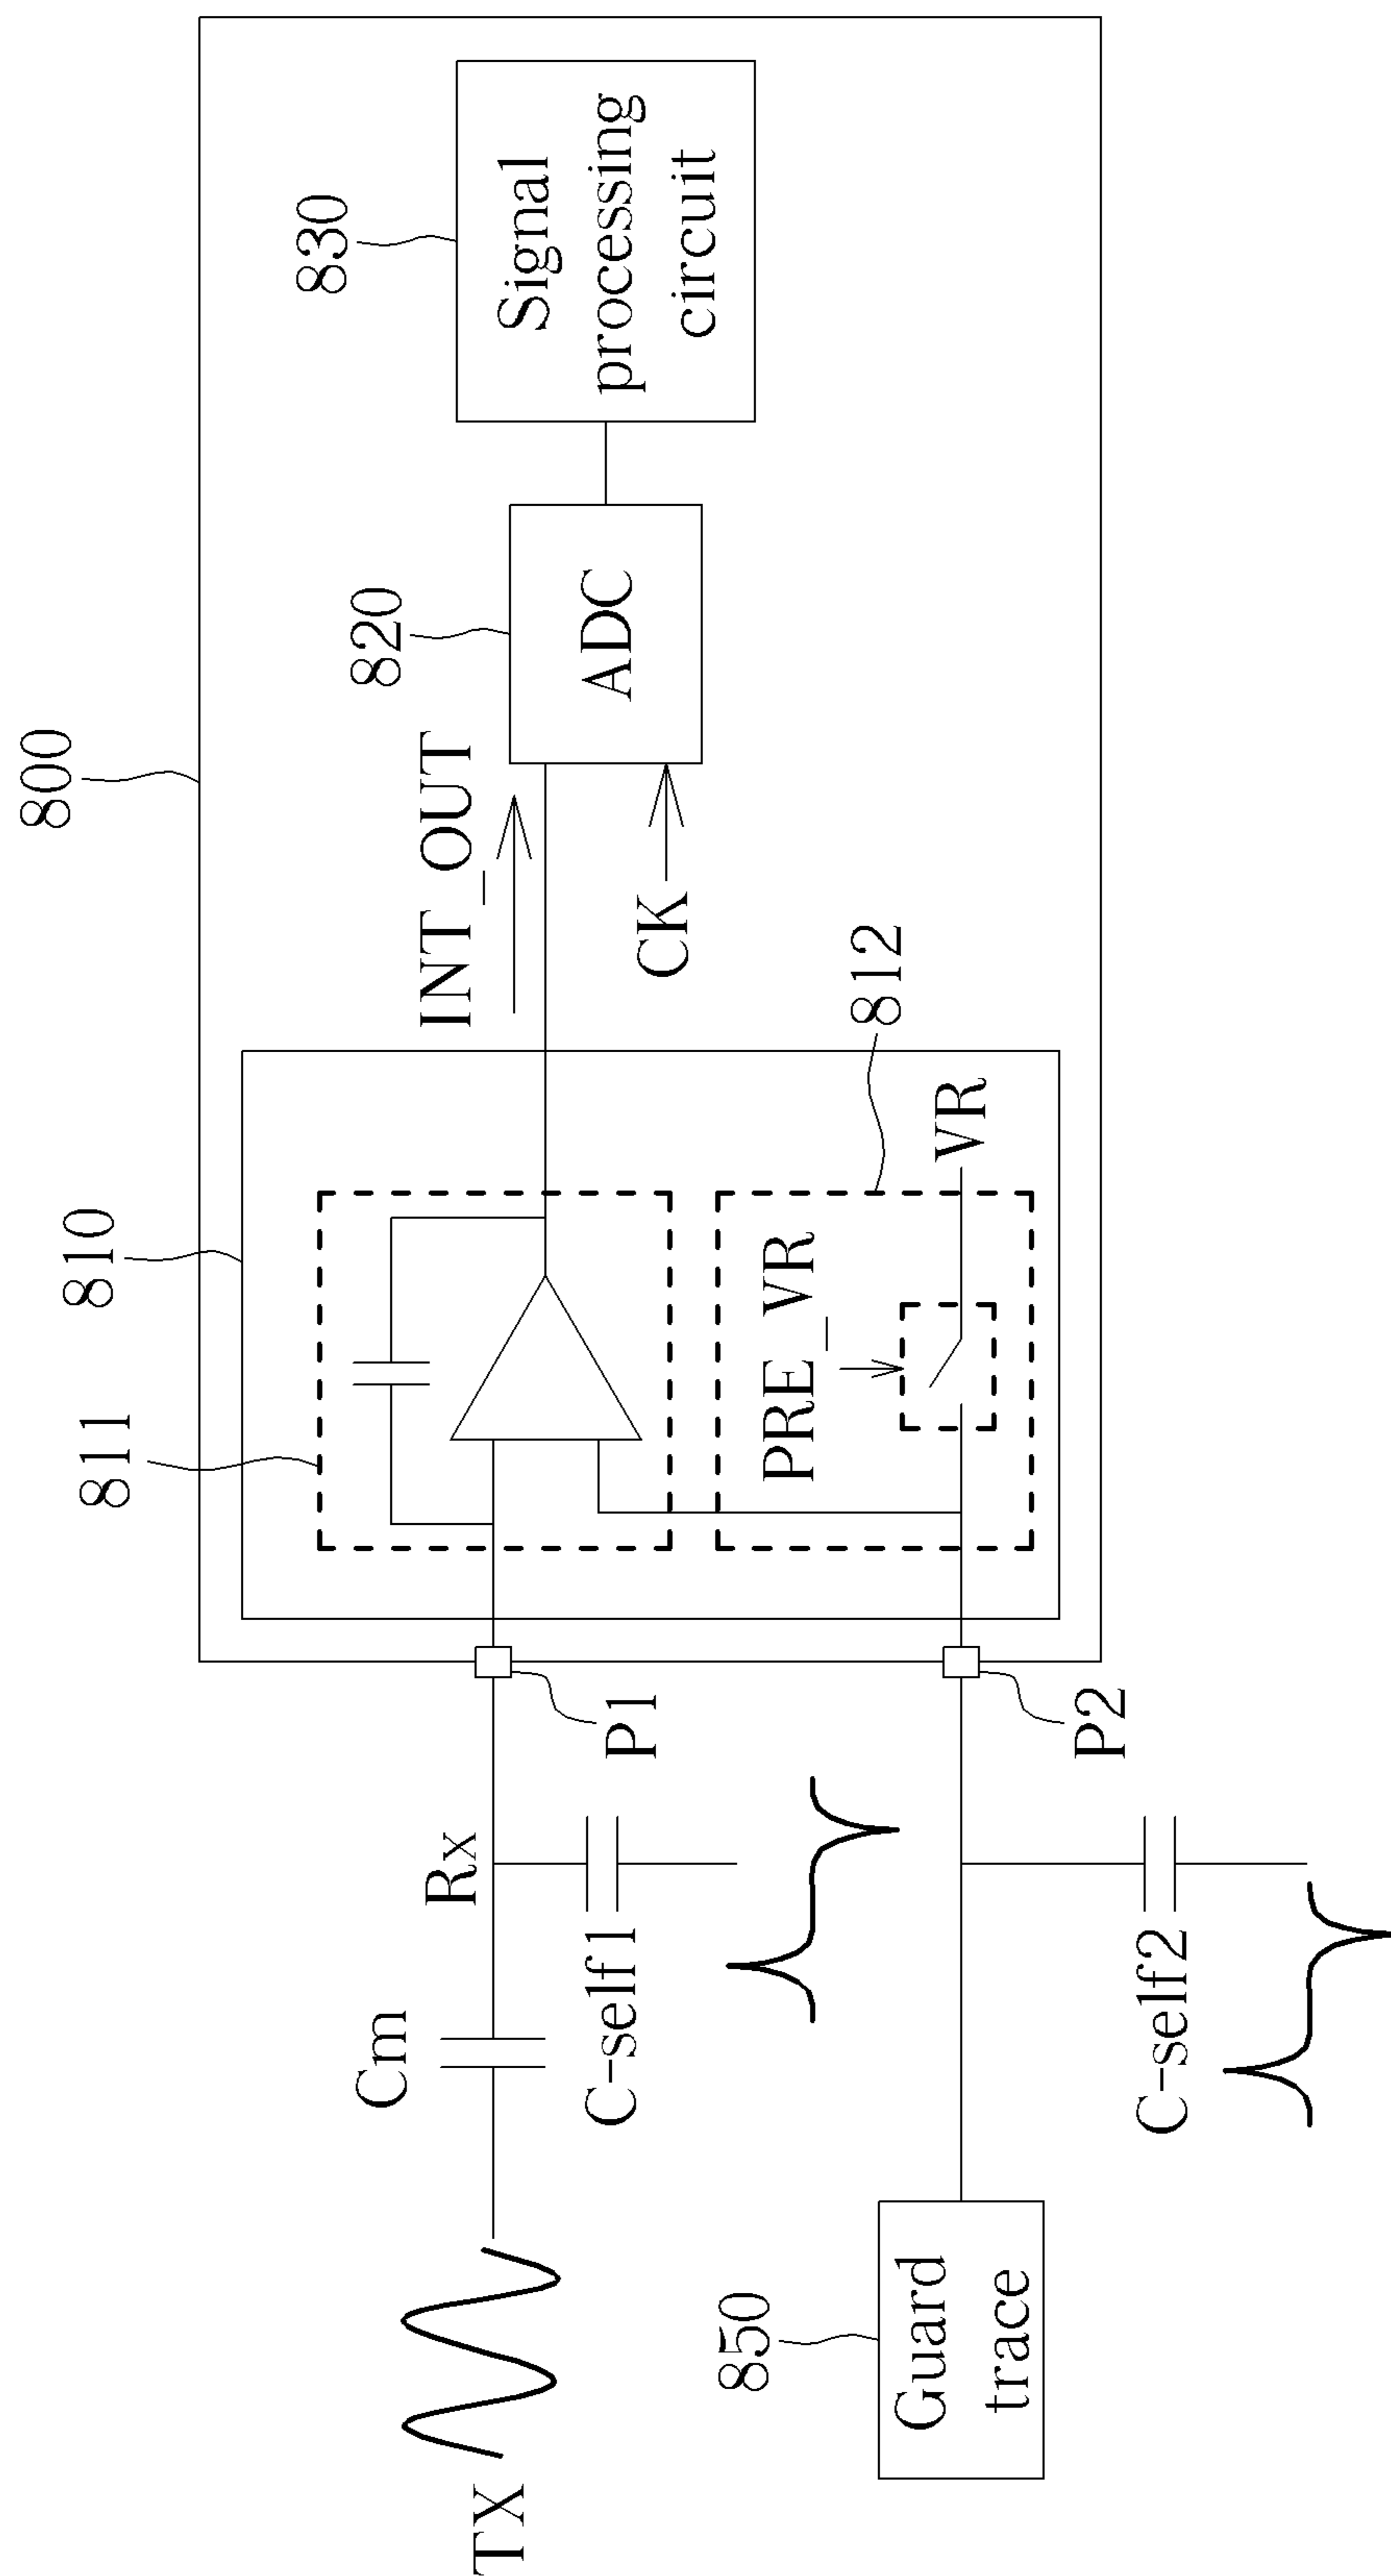 800
810
811
830
820
INT_OUT
Signal
processing
circuit
ADC
CK
812
PRE_VR
VR
TX
Cm
Rx
C-self1
P1
850
Guard
trace
C-self2
P2